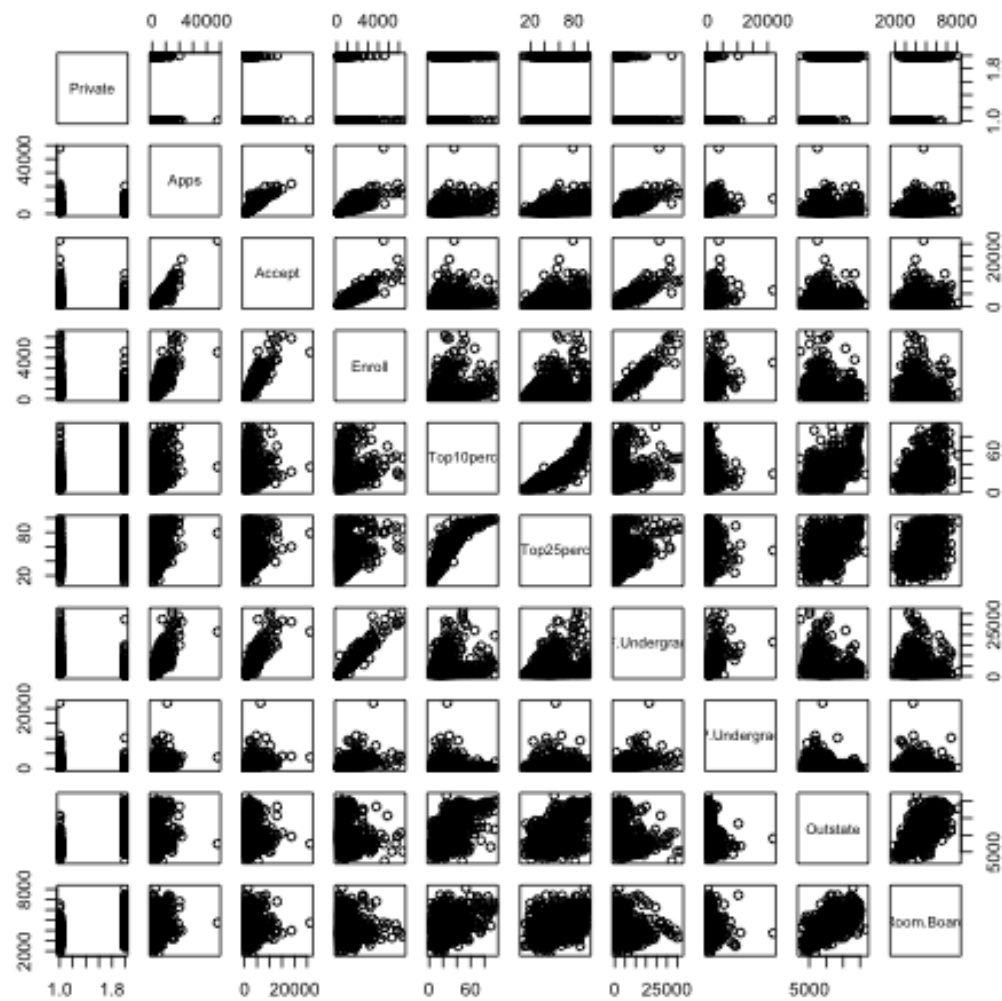 0 40000 0 4000 20 80 0 20000 2000 8000
Private
1.0 1.8
0 40000
Apps
Accept
0 20000
0 4000
Enroll
Top10perc
0 60
20 80
Top25perc
F.Undergrad
0 25000
0 20000
P.Undergrad
Outstate
5000
2000 8000
Room.Board
1.0 1.8 0 20000 0 60 0 25000 5000